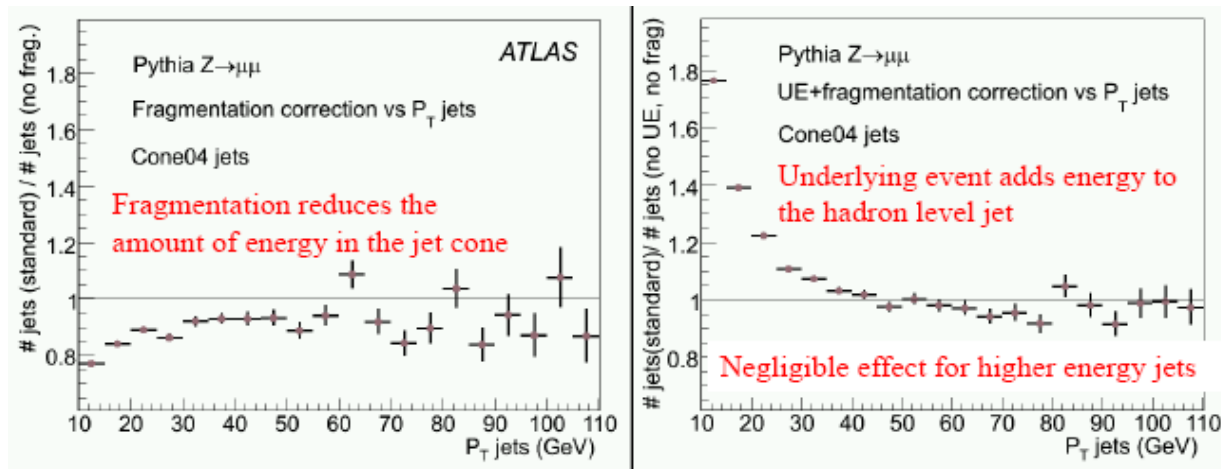 # jets (standard) / # jets (no frag.)
1.8
1.6
1.4
1.2
1
0.8
ATLAS
Pythia Z→μμ
Fragmentation correction vs P_T jets
Cone04 jets
Fragmentation reduces the
amount of energy in the jet cone
10 20 30 40 50 60 70 80 90 100 110
P_T jets (GeV)
# jets(standard)/ # jets (no UE, no frag)
1.8
1.6
1.4
1.2
1
0.8
Pythia Z→μμ
UE+fragmentation correction vs P_T jets
Cone04 jets
Underlying event adds energy to
the hadron level jet
Negligible effect for higher energy jets
10 20 30 40 50 60 70 80 90 100 110
P_T jets (GeV)